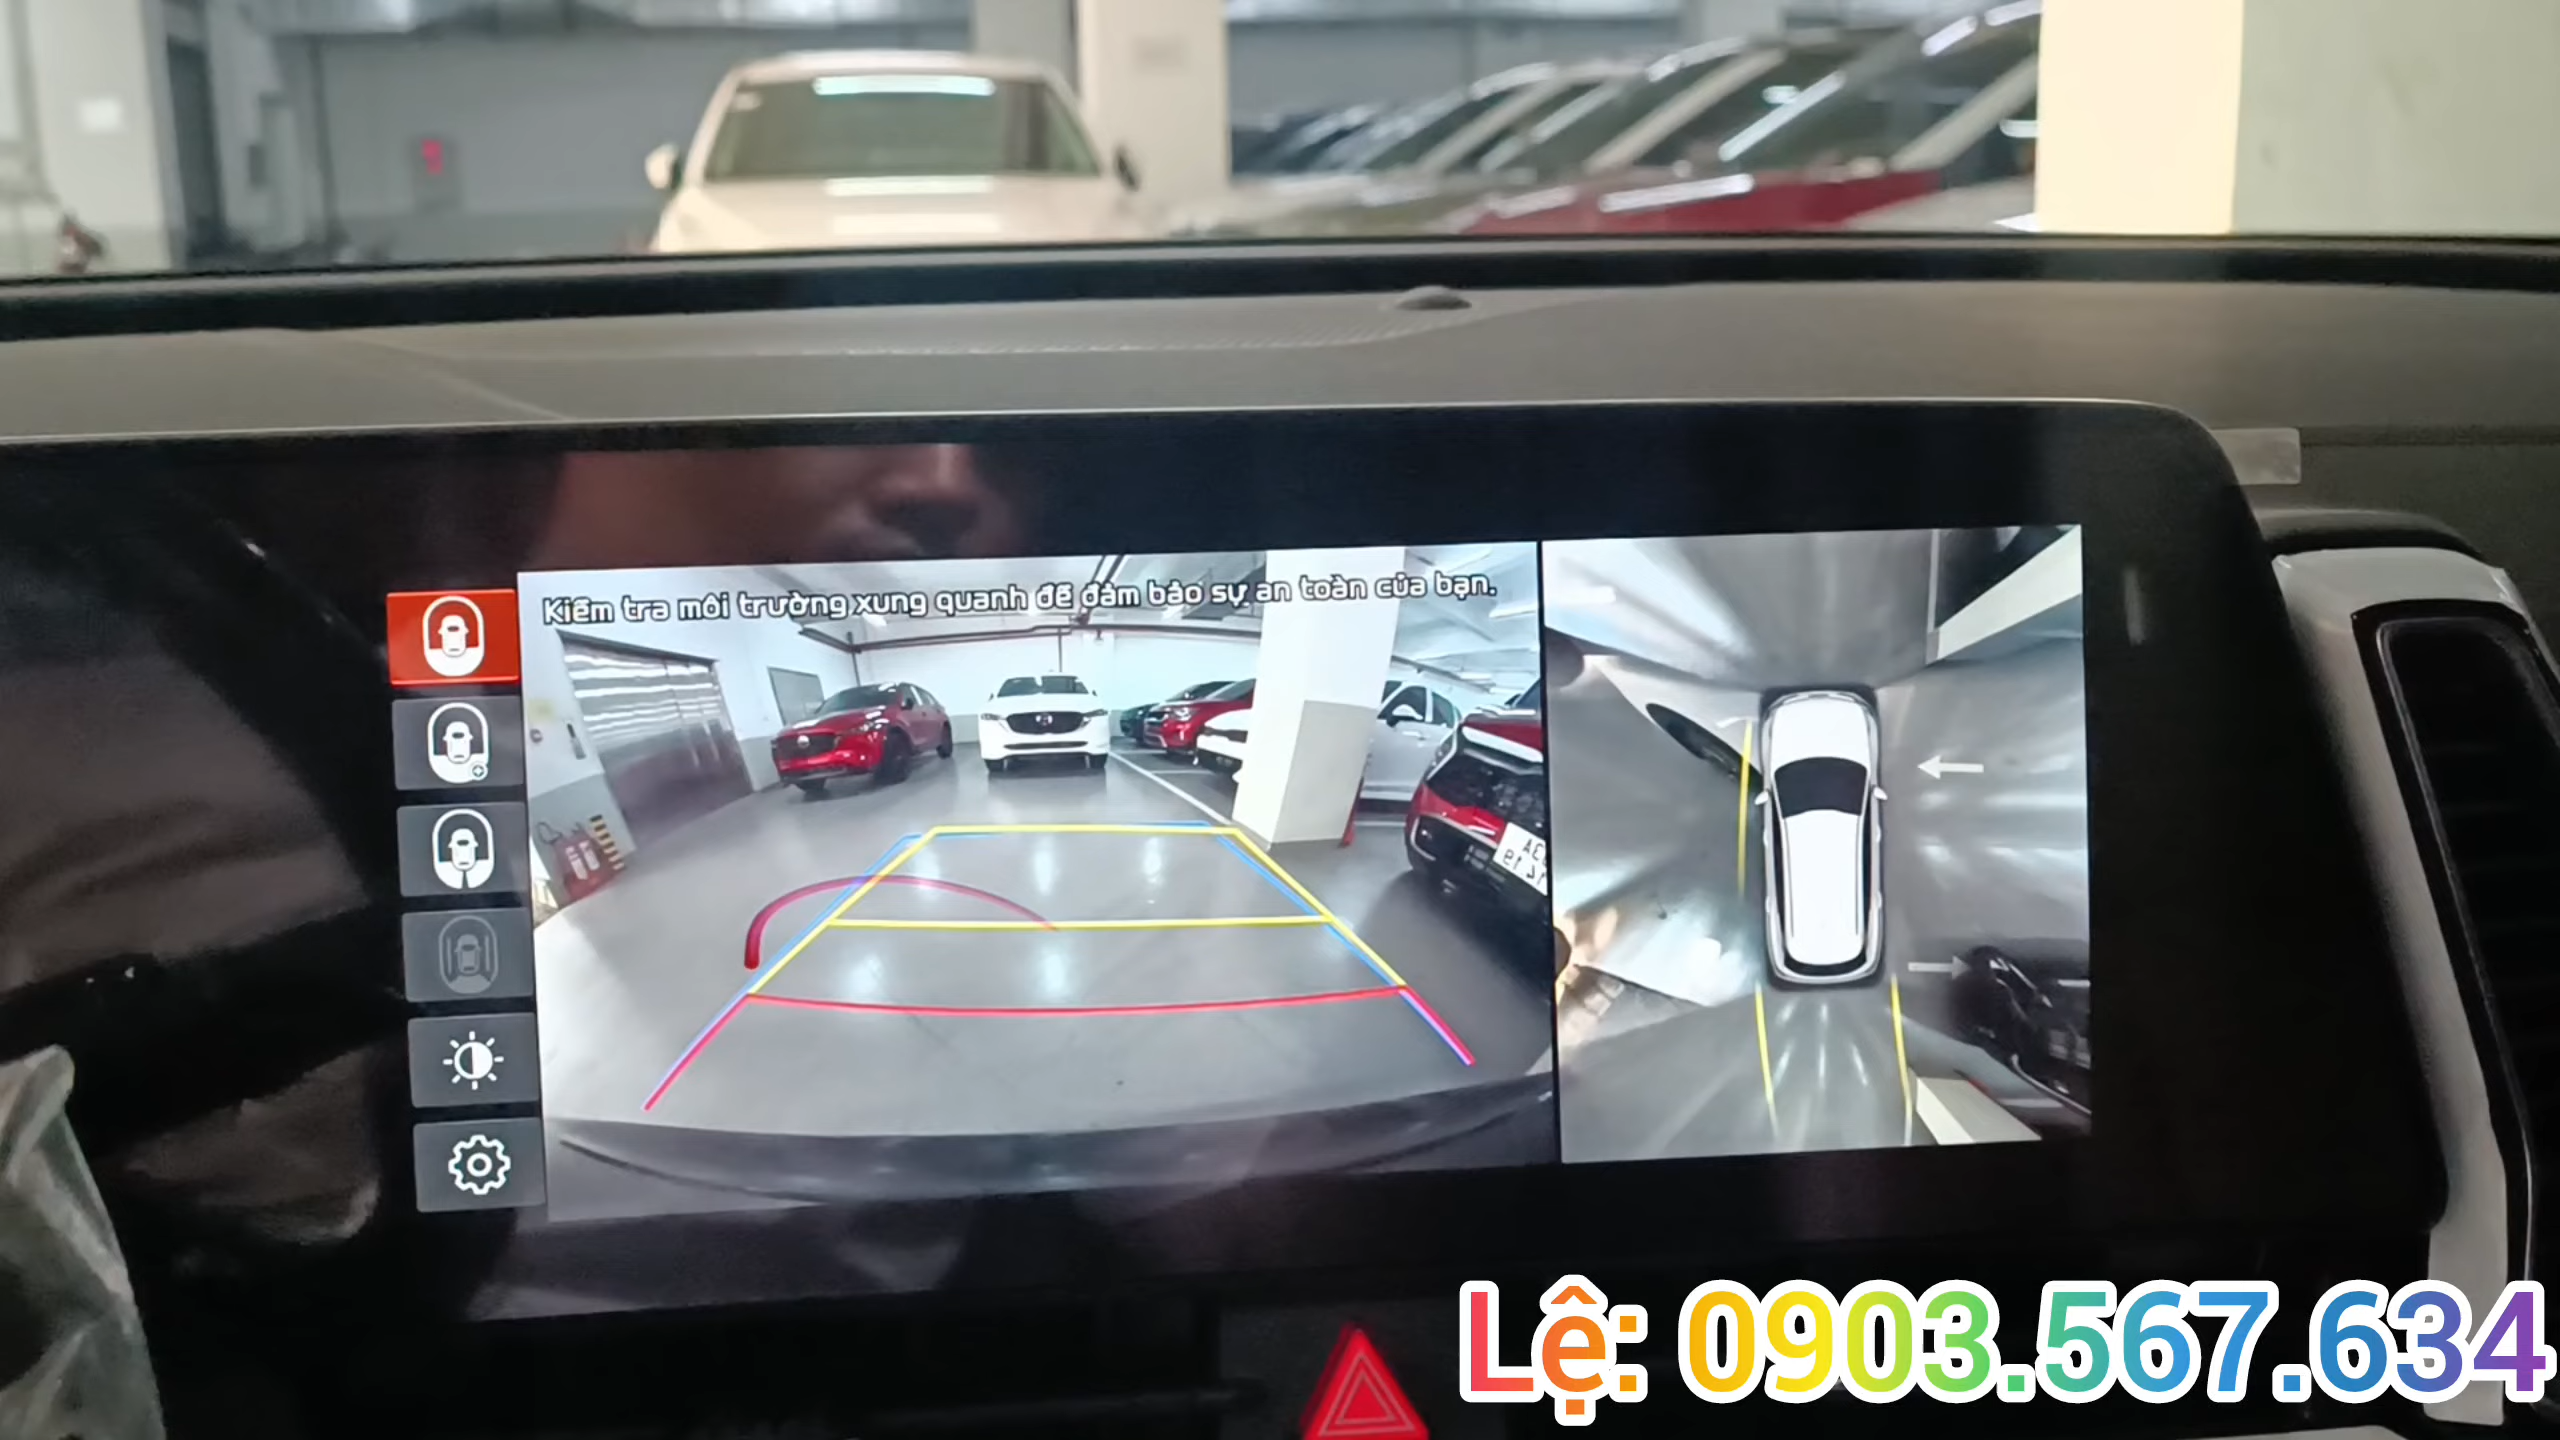 Kiểm tra môi trường xung quanh để đảm bảo sự an toàn của bạn.
Lệ: 0903.567.634